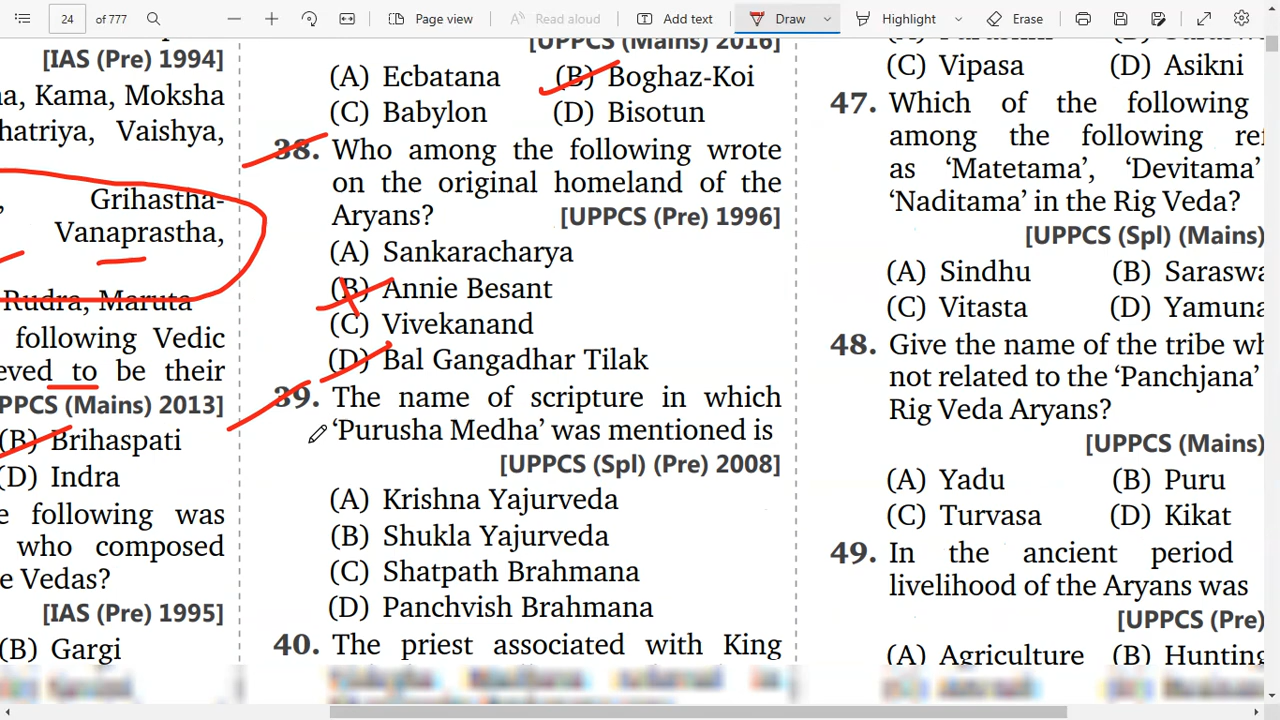 24 of 777
Page view
Read aloud
Add text
Draw
Highlight
Erase
[IAS (Pre) 1994]
Kama, Moksha
Vaishya,
Grihastha-
Vanaprastha,
Rudra, Maruta
following Vedic
to be their
(Mains) 2013]
(B) Brihaspati
(D) Indra
following was
who composed
Vedas?
[IAS (Pre) 1995]
(B) Gargi
[UPPCS (Mains) 2016]
(A) Ecbatana (B) Boghaz-Koi
(C) Babylon (D) Bisotun
38. Who among the following wrote
on the original homeland of the
Aryans? [UPPCS (Pre) 1996]
(A) Sankaracharya
(B) Annie Besant
(C) Vivekanand
(D) Bal Gangadhar Tilak
39. The name of scripture in which
‘Purusha Medha’ was mentioned is
[UPPCS (Spl) (Pre) 2008]
(A) Krishna Yajurveda
(B) Shukla Yajurveda
(C) Shatpath Brahmana
(D) Panchvish Brahmana
40. The priest associated with King
(C) Vipasa (D) Asikni
47. Which of the following
among the following
as ‘Matetama’, ‘Devitama’
‘Naditama’ in the Rig Veda?
[UPPCS (Spl) (Mains)
(A) Sindhu (B)
(C) Vitasta (D)
48. Give the name of the tribe
not related to the ‘Panchjana’
Rig Veda Aryans?
[UPPCS (Mains)
(A) Yadu (B) Puru
(C) Turvasa (D) Kikat
49. In the ancient period
livelihood of the Aryans was
[UPPCS (Pre)
(A) Agriculture (B) Hunting